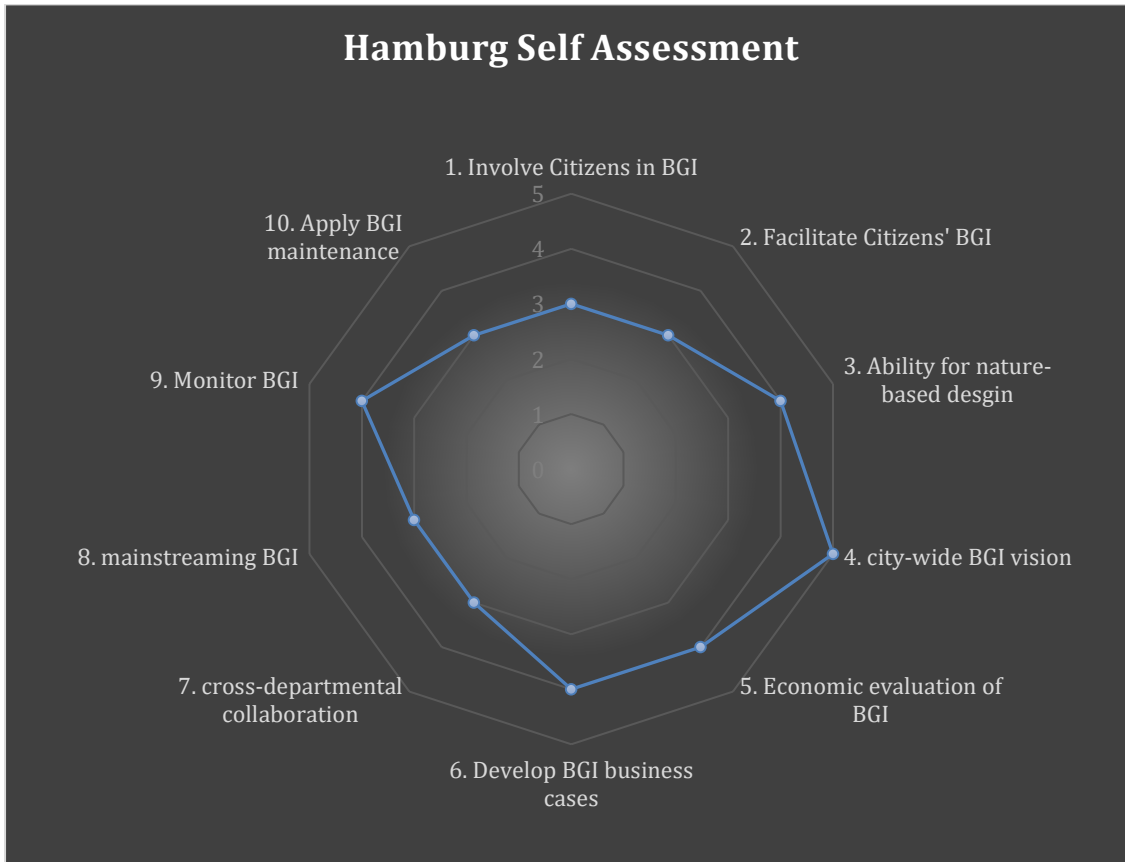 Hamburg Self Assessment
1. Involve Citizens in BGI
5
10. Apply BGI
maintenance
2. Facilitate Citizens' BGI
4
3
9. Monitor BGI
3. Ability for nature-
based desgin
2
1
0
8. mainstreaming BGI
4. city-wide BGI vision
7. cross-departmental
collaboration
5. Economic evaluation of
BGI
6. Develop BGI business
cases